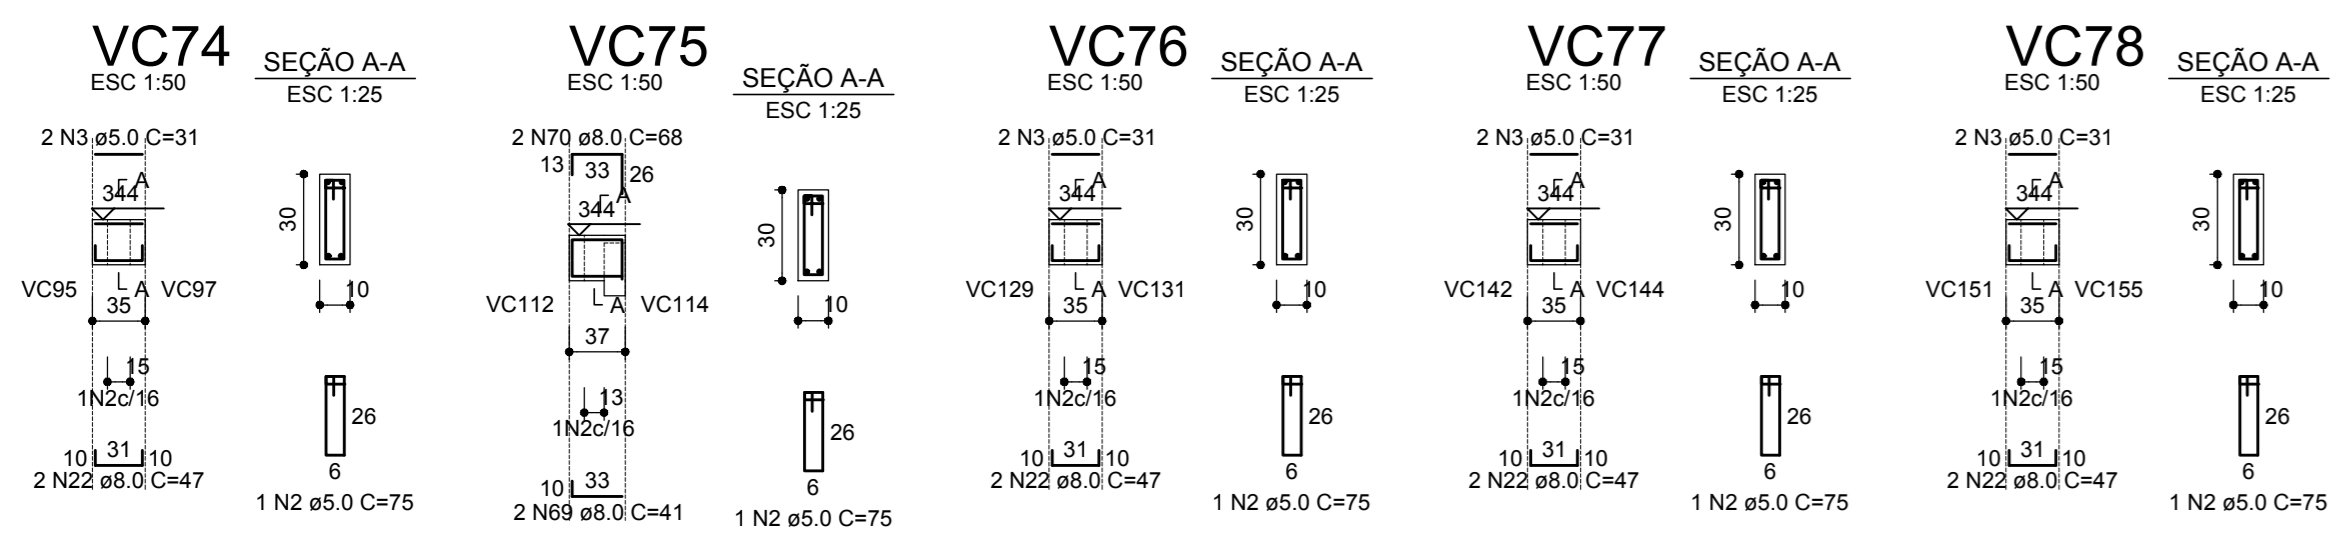 VC74
ESC 1:50
SEÇÃO A-A
ESC 1:25
2 N3 ø5.0 C=31
A
344
30
VC95
A
VC97
35
10
15
1N2c/16
26
10
31
10
2 N22 ø8.0 C=47
6
1 N2 ø5.0 C=75
VC75
ESC 1:50
SEÇÃO A-A
ESC 1:25
2 N70 ø8.0 C=68
13
33
26
A
344
30
VC112
A
VC114
37
10
13
1N2c/16
26
10
33
2 N69 ø8.0 C=41
6
1 N2 ø5.0 C=75
VC76
ESC 1:50
SEÇÃO A-A
ESC 1:25
2 N3 ø5.0 C=31
A
344
30
VC129
A
VC131
35
10
15
1N2c/16
26
10
31
10
2 N22 ø8.0 C=47
6
1 N2 ø5.0 C=75
VC77
ESC 1:50
SEÇÃO A-A
ESC 1:25
2 N3 ø5.0 C=31
A
344
30
VC142
A
VC144
35
10
15
1N2c/16
26
10
31
10
2 N22 ø8.0 C=47
6
1 N2 ø5.0 C=75
VC78
ESC 1:50
SEÇÃO A-A
ESC 1:25
2 N3 ø5.0 C=31
A
344
30
VC151
A
VC155
35
10
15
1N2c/16
26
10
31
10
2 N22 ø8.0 C=47
6
1 N2 ø5.0 C=75